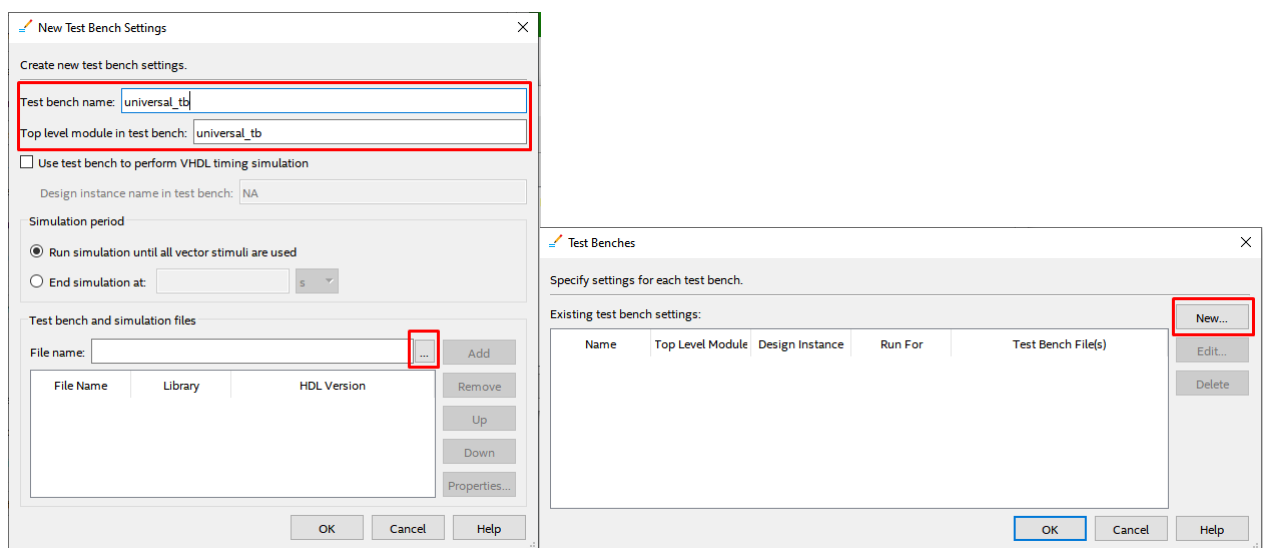 New Test Bench Settings
Create new test bench settings.
Test bench name: universal_tb
Top level module in test bench: universal_tb
Use test bench to perform VHDL timing simulation
Design instance name in test bench: NA
Simulation period
Run simulation until all vector stimuli are used
End simulation at: s
Test bench and simulation files
File name: ... Add
File Name Library HDL Version Remove
Up
Down
Properties...
OK Cancel Help
Test Benches
Specify settings for each test bench.
Existing test bench settings: New...
Name Top Level Module Design Instance Run For Test Bench File(s) Edit...
Delete
OK Cancel Help